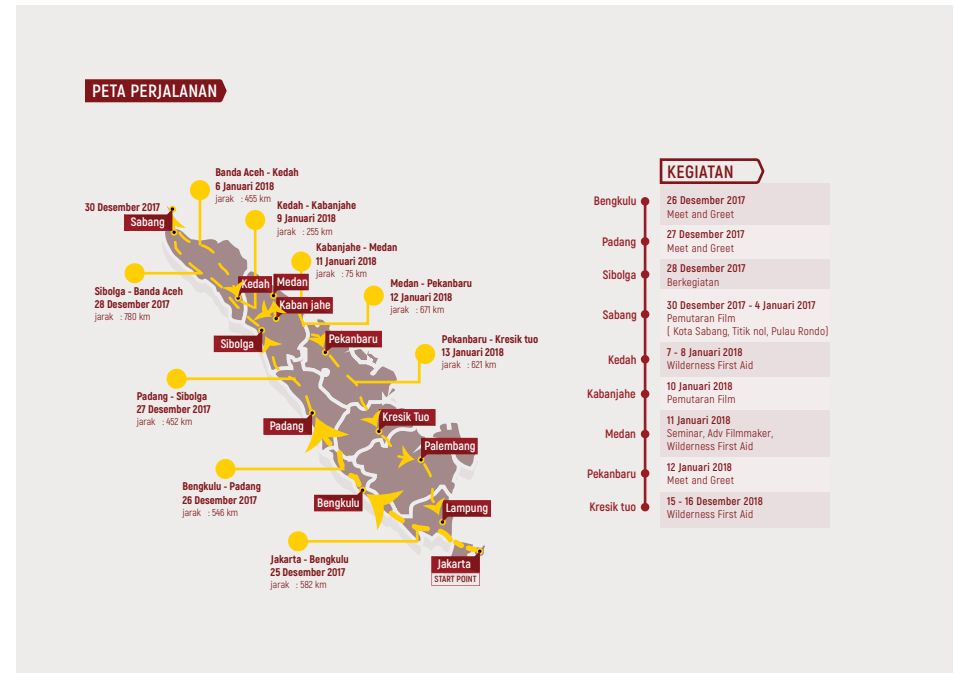 PETA PERJALANAN
Banda Aceh - Kedah
6 Januari 2018
jarak : 455 km
30 Desember 2017
Sabang
Kedah - Kabanjahe
9 Januari 2018
jarak : 255 km
Kabanjahe - Medan
11 Januari 2018
jarak : 75 km
Sibolga - Banda Aceh
28 Desember 2017
jarak : 780 km
Kedah
Medan
Kaban jahe
Medan - Pekanbaru
12 Januari 2018
jarak : 671 km
Sibolga
Pekanbaru
Pekanbaru - Kresik tuo
13 Januari 2018
jarak : 621 km
Padang - Sibolga
27 Desember 2017
jarak : 452 km
Padang
Kresik Tuo
Palembang
Bengkulu - Padang
26 Desember 2017
jarak : 546 km
Bengkulu
Lampung
Jakarta - Bengkulu
25 Desember 2017
jarak : 582 km
Jakarta
START POINT
KEGIATAN
Bengkulu
26 Desember 2017
Meet and Greet
Padang
27 Desember 2017
Meet and Greet
Sibolga
28 Desember 2017
Berkegiatan
Sabang
30 Desember 2017 - 4 Januari 2017
Pemutaran Film
[ Kota Sabang, Titik nol, Pulau Rondo]
Kedah
7 - 8 Januari 2018
Wilderness First Aid
Kabanjahe
10 Januari 2018
Pemutaran Film
Medan
11 Januari 2018
Seminar, Adv Filmmaker,
Wilderness First Aid
Pekanbaru
12 Januari 2018
Meet and Greet
Kresik tuo
15 - 16 Desember 2018
Wilderness First Aid